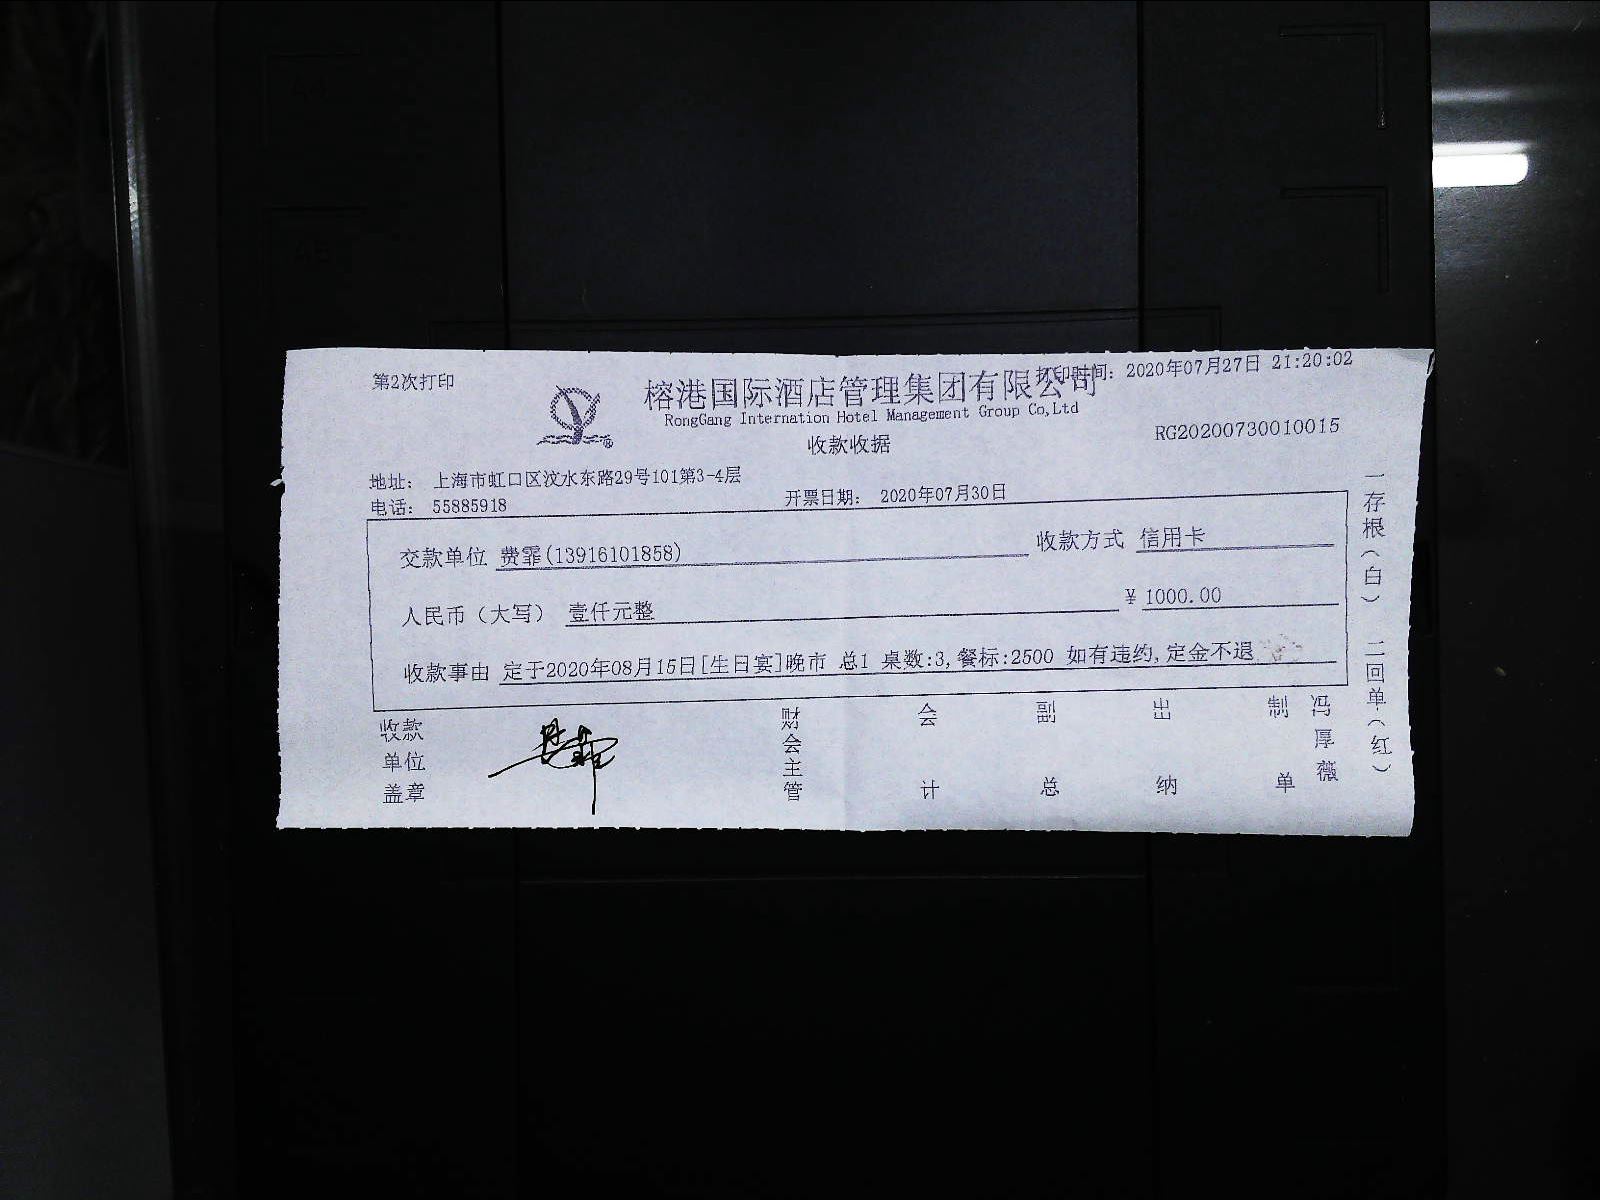 第2次打印
打印时间：2020年07月27日 21:20:02
榕港国际酒店管理集团有限公司
RongGang Internation Hotel Management Group Co,Ltd
收款收据
RG20200730010015
地址： 上海市虹口区汶水东路29号101第3-4层
电话： 55885918
开票日期： 2020年07月30日
交款单位 费霏(13916101858)
收款方式 信用卡
人民币（大写） 壹仟元整
¥ 1000.00
收款事由 定于2020年08月15日[生日宴]晚市 总1 桌数:3,餐标:2500 如有违约,定金不退
收款单位盖章
财会主管
会计
副总
出纳
制单
冯厚薇
一存根（白） 二回单（红）